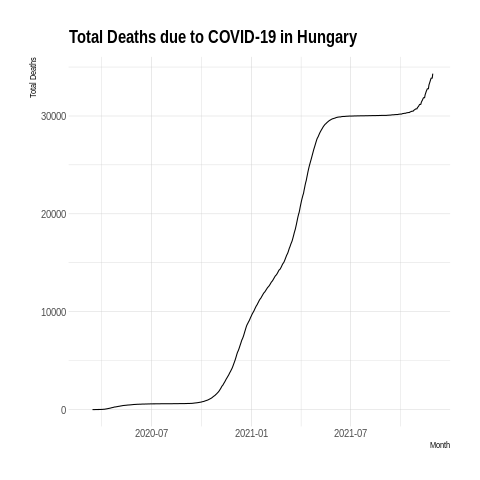 Total Deaths due to COVID-19 in Hungary
Total Deaths
30000
20000
10000
0
2020-07 2021-01 2021-07
Month